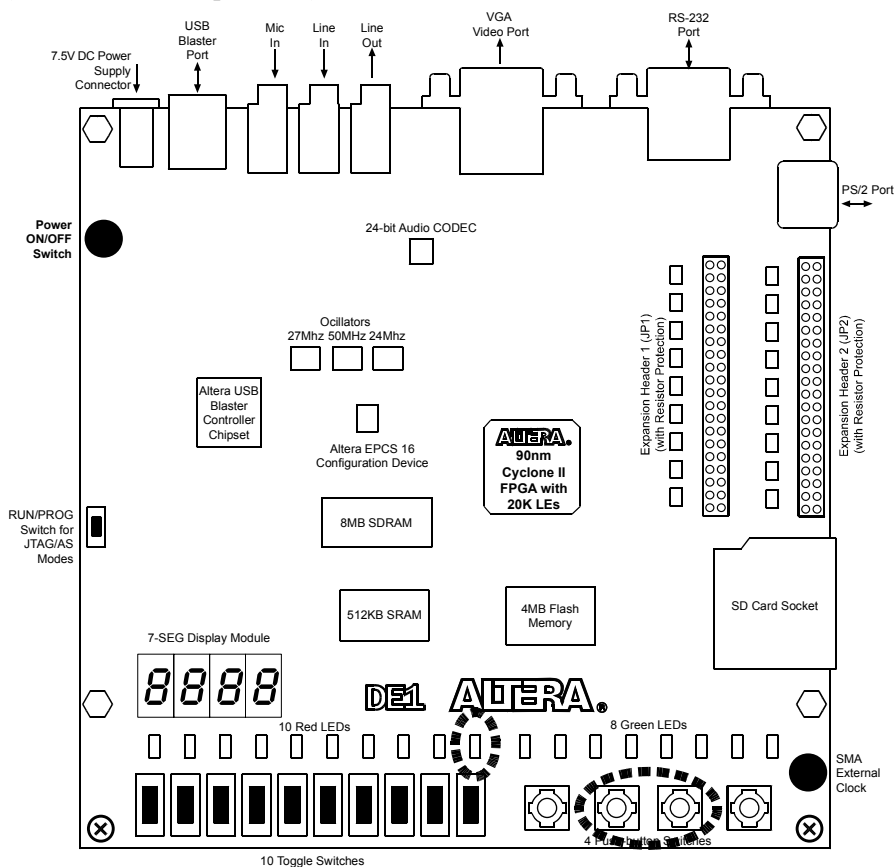 USB
Blaster
Port
Mic
In
Line
In
Line
Out
VGA
Video Port
RS-232
Port
7.5V DC Power
Supply
Connector
PS/2 Port
Power
ON/OFF
Switch
24-bit Audio CODEC
Ocillators
27Mhz 50MHz 24Mhz
Expansion Header 1 (JP1)
(with Resistor Protection)
Expansion Header 2 (JP2)
(with Resistor Protection)
Altera USB
Blaster
Controller
Chipset
Altera EPCS 16
Configuration Device
ALTERA®
90nm
Cyclone II
FPGA with
20K LEs
RUN/PROG
Switch for
JTAG/AS
Modes
8MB SDRAM
512KB SRAM
4MB Flash
Memory
SD Card Socket
7-SEG Display Module
8888
DE1 ALTERA®
10 Red LEDs
8 Green LEDs
SMA
External
Clock
4 Push-button Switches
10 Toggle Switches